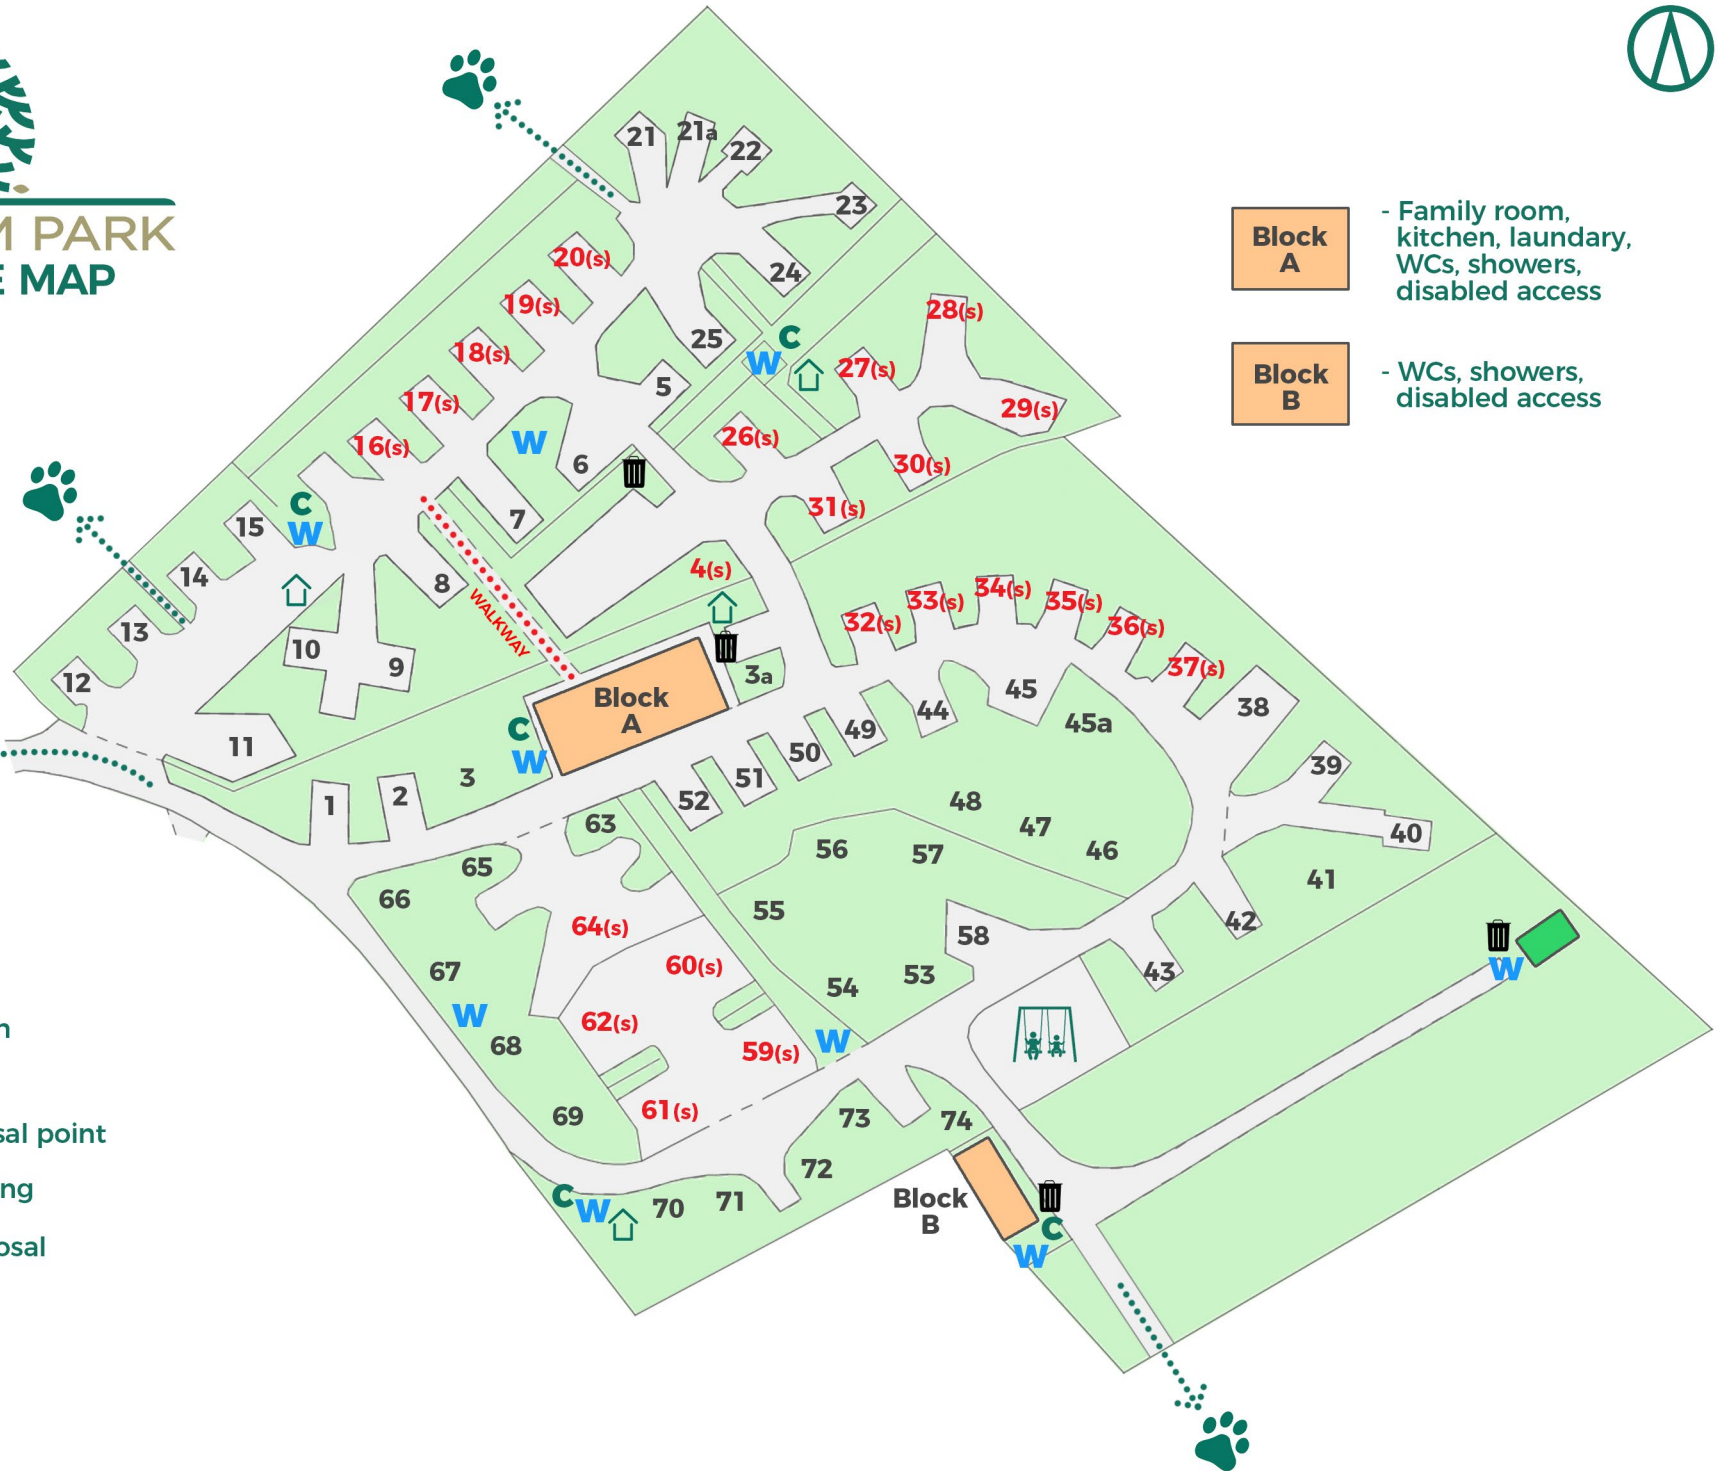 M PARK
E MAP
Block
A
- Family room,
kitchen, laundary,
WCs, showers,
disabled access
Block
B
- WCs, showers,
disabled access
21
21a
22
23
20(s)
24
19(s)
28(s)
25
C
W
18(s)
27(s)
5
17(s)
29(s)
26(s)
W
16(s)
6
30(s)
C
W
7
31(s)
15
14
8
4(s)
WALKWAY
13
10
9
12
11
32(s)
33(s)
34(s)
35(s)
36(s)
37(s)
3a
Block
A
C
W
45
45a
38
44
49
50
51
52
39
40
1
2
3
63
48
47
46
41
56
57
65
66
55
42
64(s)
58
60(s)
53
43
54
67
W
62(s)
68
W
59(s)
W
61(s)
69
73
74
72
C
W
70
71
Block
B
C
W
n
sal point
ng
osal